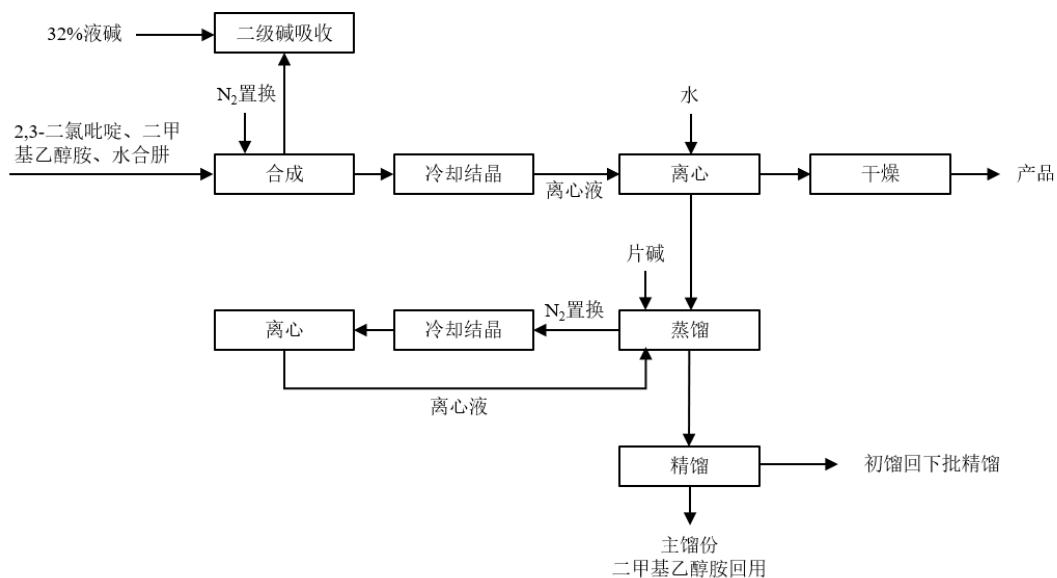 32%液碱
二级碱吸收
N₂置换
水
2,3-二氯吡啶、二甲
基乙醇胺、水合肼
合成
冷却结晶
离心液
离心
干燥
产品
片碱
N₂置换
离心
冷却结晶
蒸馏
离心液
精馏
初馏回下批精馏
主馏份
二甲基乙醇胺回用